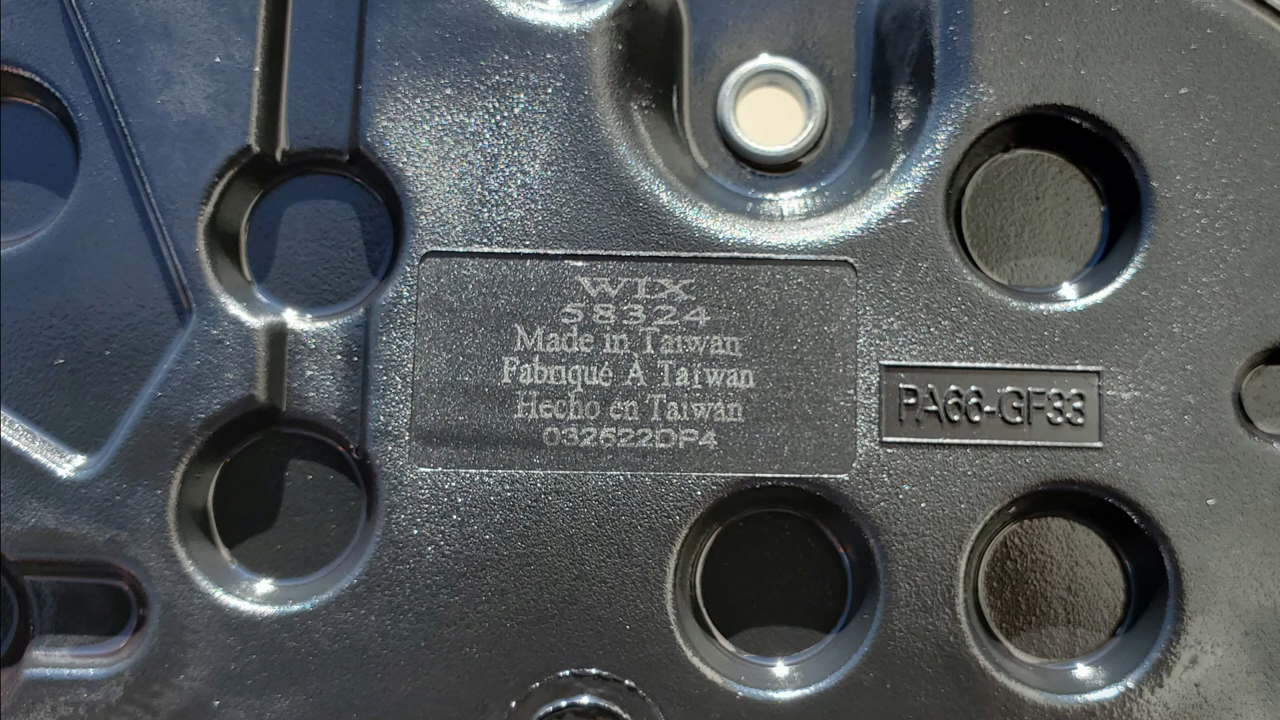 WIX
58324
Made in Taiwan
Fabriqué À Taiwan
Hecho en Taiwan
032622DP4
PA66-GF33